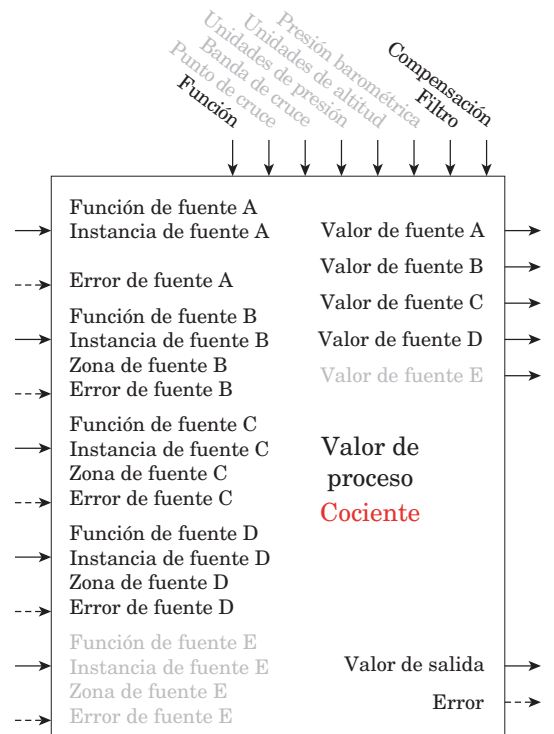 Función
Punto de cruce
Banda de cruce
Unidades de presión
Unidades de altitud
Presión barométrica
Filtro
Compensación
Función de fuente A
Instancia de fuente A
Error de fuente A
Función de fuente B
Instancia de fuente B
Zona de fuente B
Error de fuente B
Función de fuente C
Instancia de fuente C
Zona de fuente C
Error de fuente C
Función de fuente D
Instancia de fuente D
Zona de fuente D
Error de fuente D
Función de fuente E
Instancia de fuente E
Zona de fuente E
Error de fuente E
Valor de fuente A
Valor de fuente B
Valor de fuente C
Valor de fuente D
Valor de fuente E
Valor de
proceso
Cociente
Valor de salida
Error